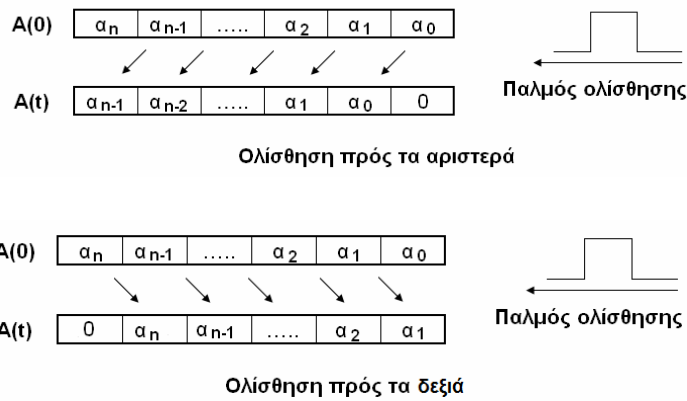 A(0) αn αn-1 ..... α2 α1 α0
A(t) αn-1 αn-2 ..... α1 α0 0
Παλμός ολίσθησης
Ολίσθηση πρός τα αριστερά
A(0) αn αn-1 ..... α2 α1 α0
A(t) 0 αn αn-1 ..... α2 α1
Παλμός ολίσθησης
Ολίσθηση πρός τα δεξιά